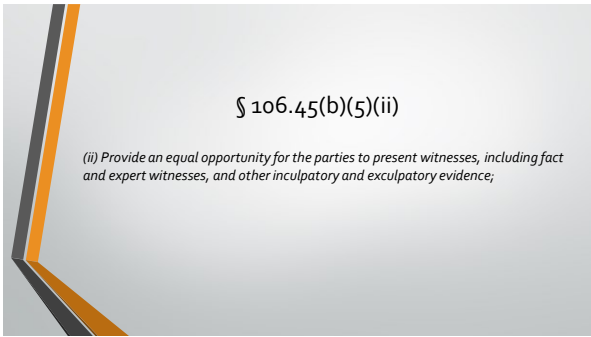 § 106.45(b)(5)(ii)
(ii) Provide an equal opportunity for the parties to present witnesses, including fact
and expert witnesses, and other inculpatory and exculpatory evidence;